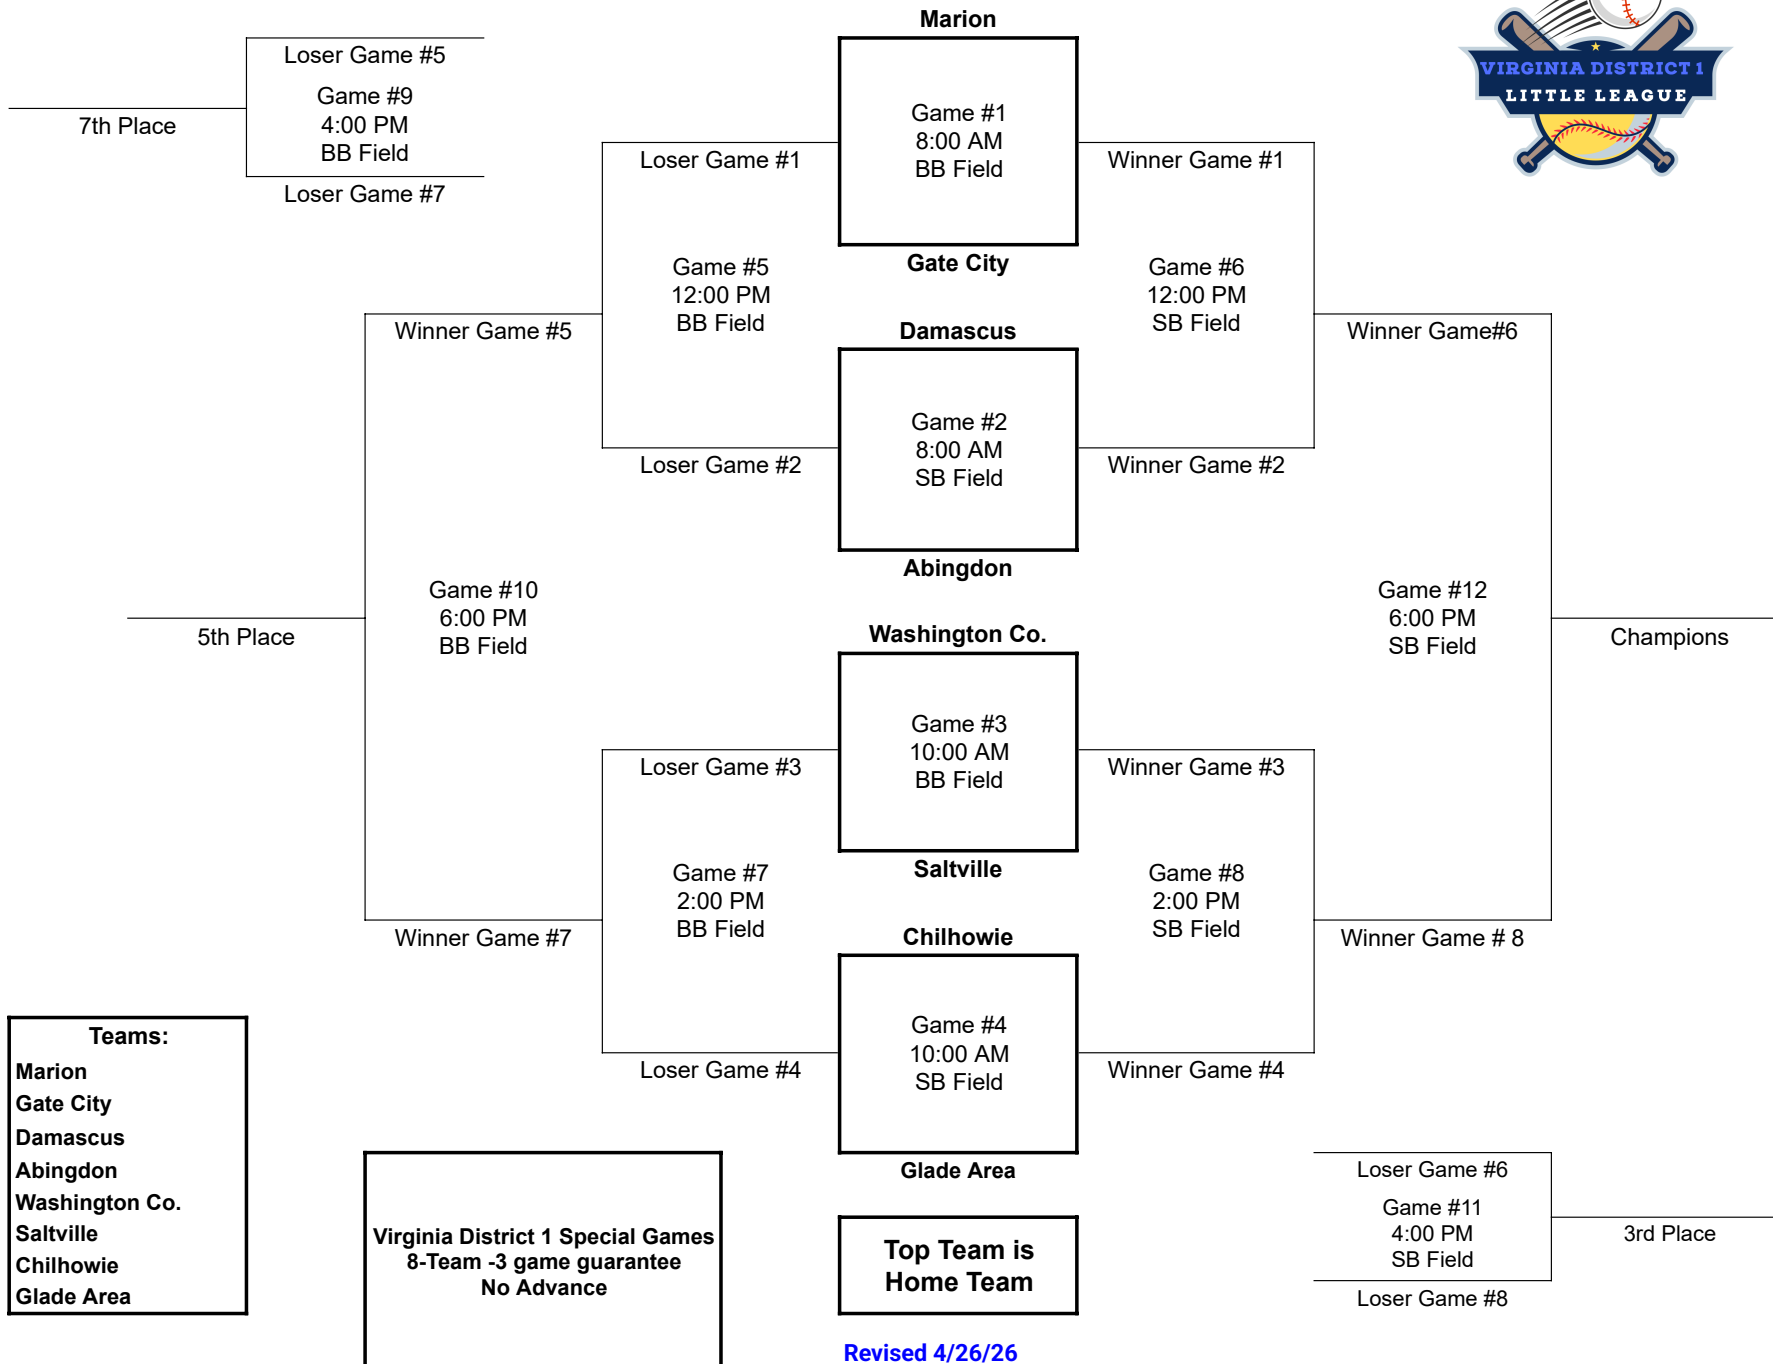 Marion
Loser Game #5
Game #9
4:00 PM
BB Field
7th Place
Loser Game #7
VIRGINIA DISTRICT 1
LITTLE LEAGUE
Game #1
8:00 AM
BB Field
Loser Game #1
Winner Game #1
Gate City
Game #5
12:00 PM
BB Field
Game #6
12:00 PM
SB Field
Winner Game #5
Damascus
Winner Game#6
Game #2
8:00 AM
SB Field
Loser Game #2
Winner Game #2
Abingdon
Game #10
6:00 PM
BB Field
Game #12
6:00 PM
SB Field
5th Place
Washington Co.
Champions
Game #3
10:00 AM
BB Field
Loser Game #3
Winner Game #3
Saltville
Game #7
2:00 PM
BB Field
Game #8
2:00 PM
SB Field
Winner Game #7
Chilhowie
Winner Game # 8
Game #4
10:00 AM
SB Field
Loser Game #4
Winner Game #4
Glade Area
Teams:
Marion
Gate City
Damascus
Abingdon
Washington Co.
Saltville
Chilhowie
Glade Area
Virginia District 1 Special Games
8-Team -3 game guarantee
No Advance
Top Team is
Home Team
Loser Game #6
Game #11
4:00 PM
SB Field
3rd Place
Loser Game #8
Revised 4/26/26